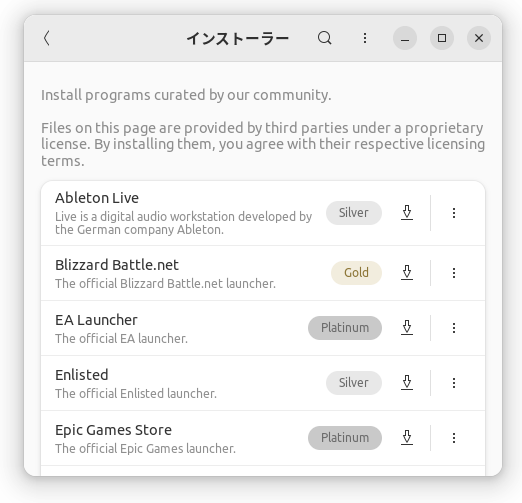 インストーラー
Install programs curated by our community.
Files on this page are provided by third parties under a proprietary
license. By installing them, you agree with their respective licensing
terms.
Ableton Live
Live is a digital audio workstation developed by
the German company Ableton.
Silver
Blizzard Battle.net
The official Blizzard Battle.net launcher.
Gold
EA Launcher
The official EA launcher.
Platinum
Enlisted
The official Enlisted launcher.
Silver
Epic Games Store
The official Epic Games launcher.
Platinum